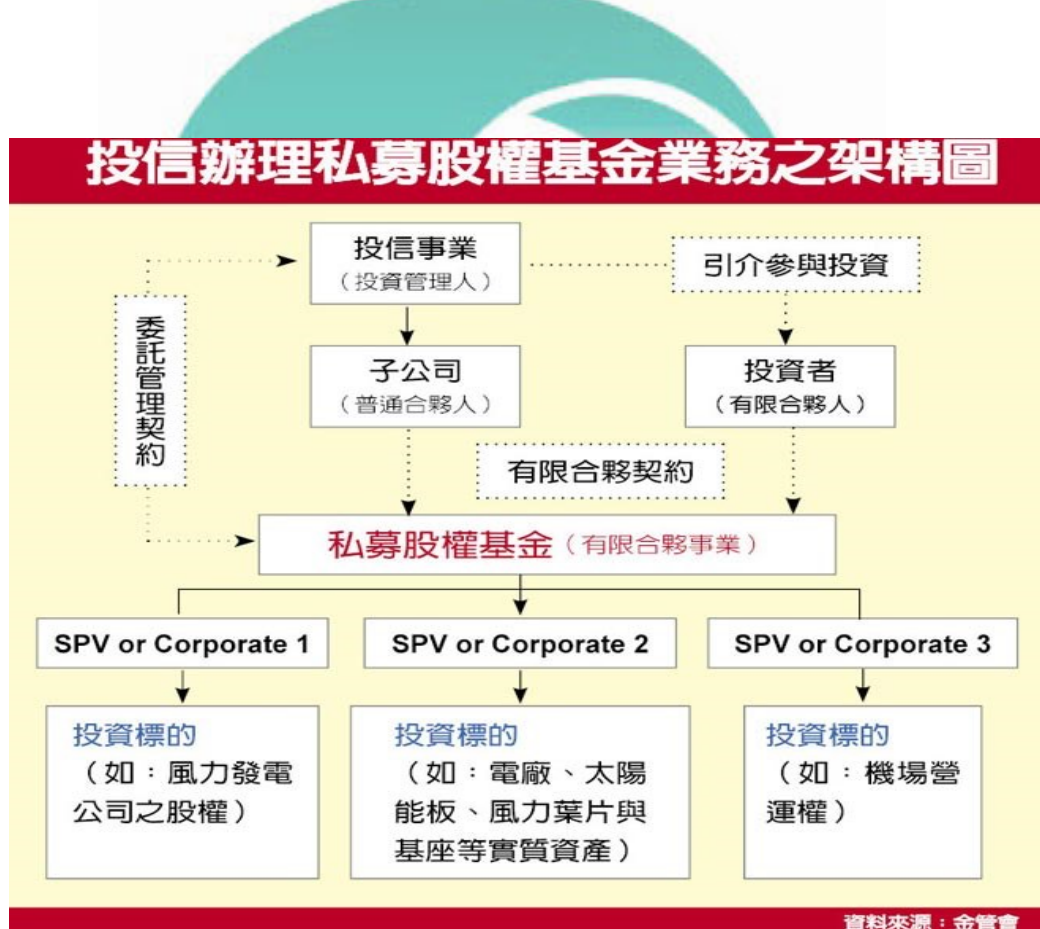 投信辦理私募股權基金業務之架構圖
投信事業
（投資管理人）
引介參與投資
委託管理契約
子公司
（普通合夥人）
投資者
（有限合夥人）
有限合夥契約
私募股權基金（有限合夥事業）
SPV or Corporate 1
SPV or Corporate 2
SPV or Corporate 3
投資標的
（如：風力發電
公司之股權）
投資標的
（如：電廠、太陽
能板、風力葉片與
基座等實質資產）
投資標的
（如：機場營
運權）
資料來源：金管會